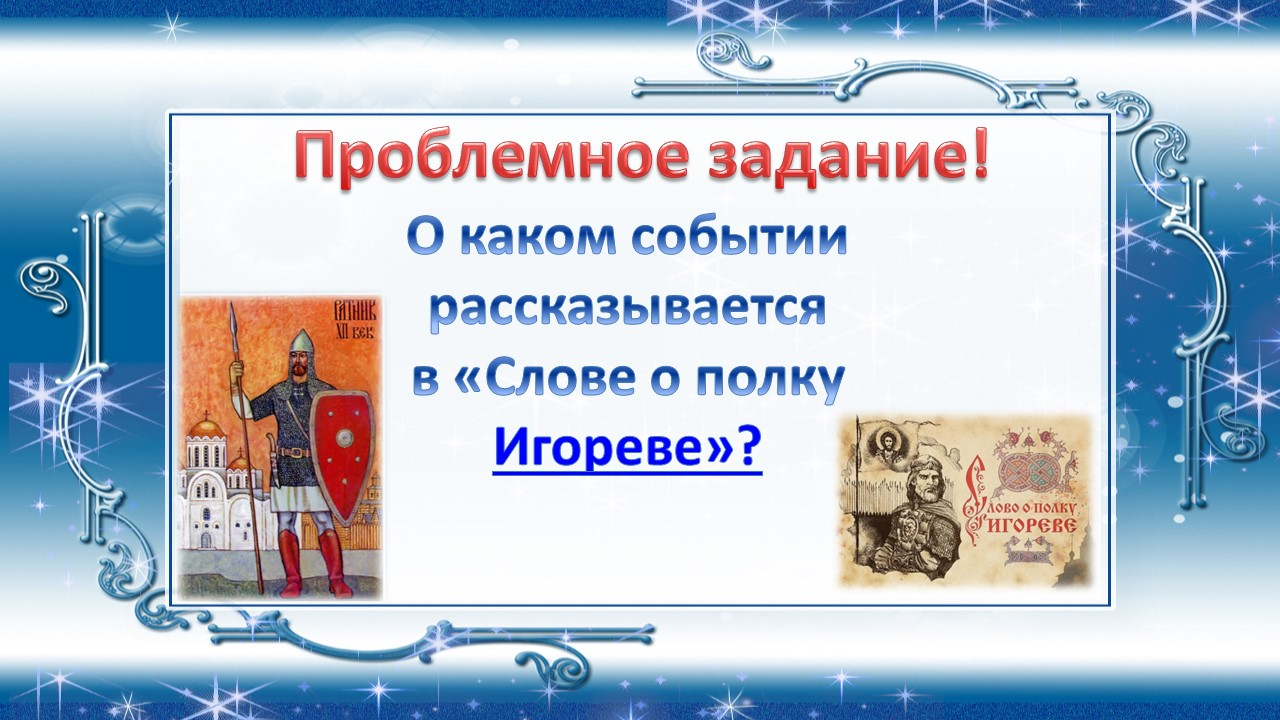 Проблемное задание!
О каком событии
рассказывается
в «Слове о полку
Игореве»?
РАТНИК
XII ВЕК
СЛОВО О ПОЛКУ
ИГОРЕВЕ